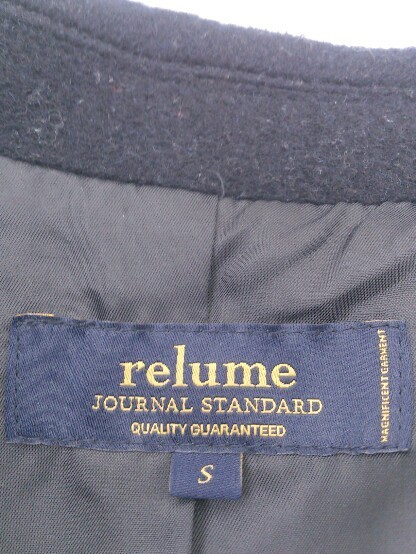 relume
JOURNAL STANDARD
QUALITY GUARANTEED
MAGNIFICENT GARMENT
S